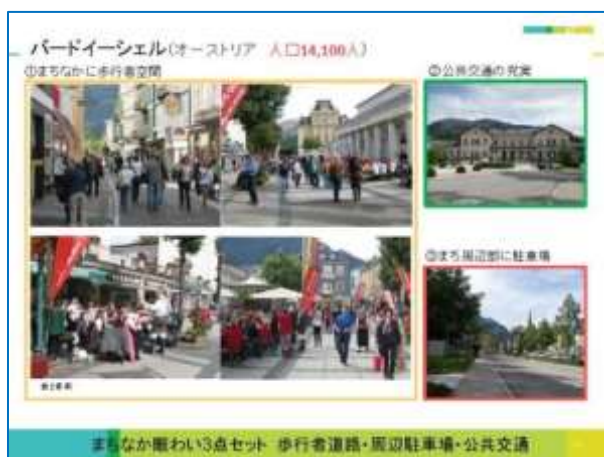 バードイーシェル(オーストリア 人口14,100人)
①まちなかに歩行者空間
②公共交通の充実
③まち周辺部に駐車場
まちなか賑わい3点セット 歩行者道路・周辺駐車場・公共交通